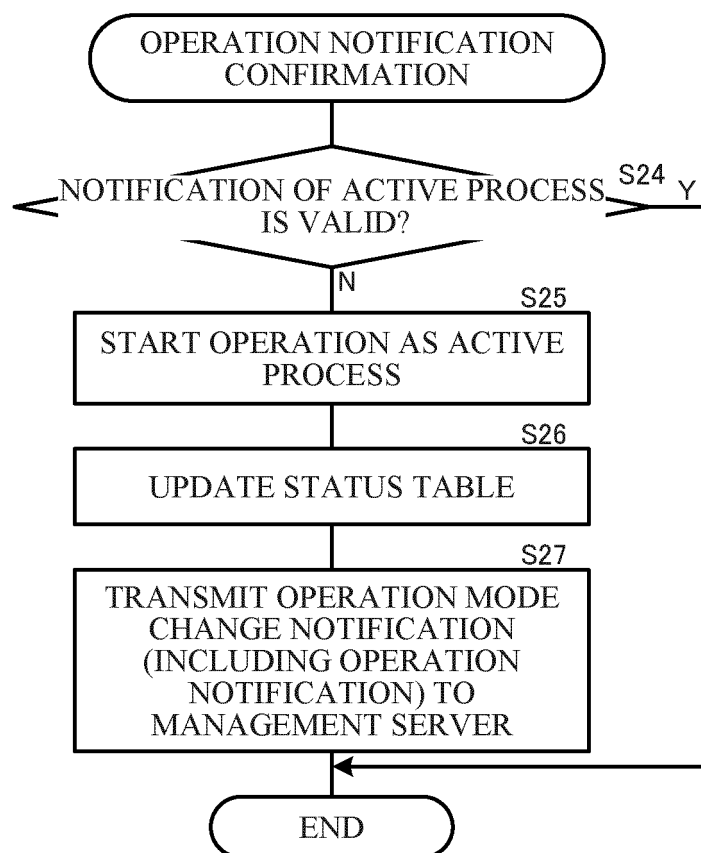 OPERATION NOTIFICATION
CONFIRMATION
S24
Y
NOTIFICATION OF ACTIVE PROCESS
IS VALID?
N
S25
START OPERATION AS ACTIVE
PROCESS
S26
UPDATE STATUS TABLE
S27
TRANSMIT OPERATION MODE
CHANGE NOTIFICATION
(INCLUDING OPERATION
NOTIFICATION) TO
MANAGEMENT SERVER
END